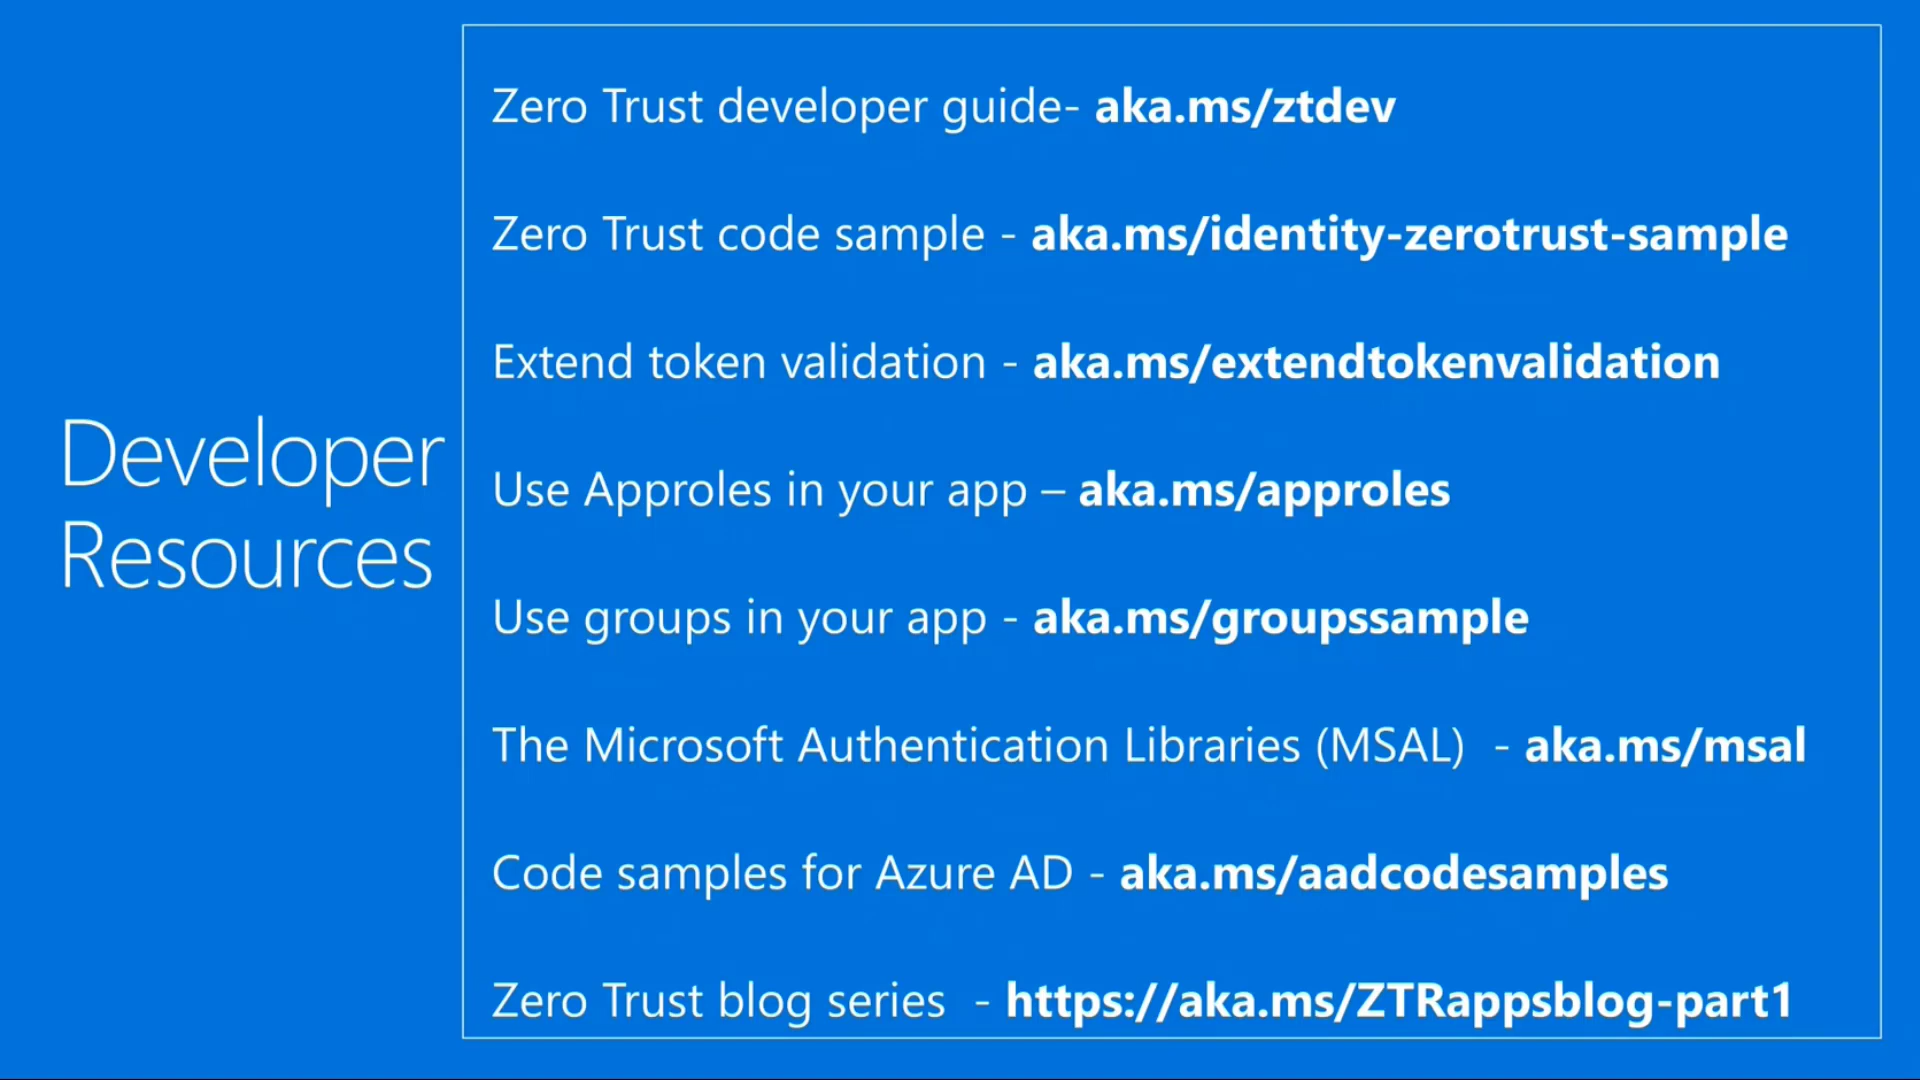 Developer
Resources
Zero Trust developer guide- aka.ms/ztdev
Zero Trust code sample - aka.ms/identity-zerotrust-sample
Extend token validation - aka.ms/extendtokenvalidation
Use Approles in your app – aka.ms/approles
Use groups in your app - aka.ms/groupssample
The Microsoft Authentication Libraries (MSAL)  - aka.ms/msal
Code samples for Azure AD - aka.ms/aadcodesamples
Zero Trust blog series  - https://aka.ms/ZTRappsblog-part1